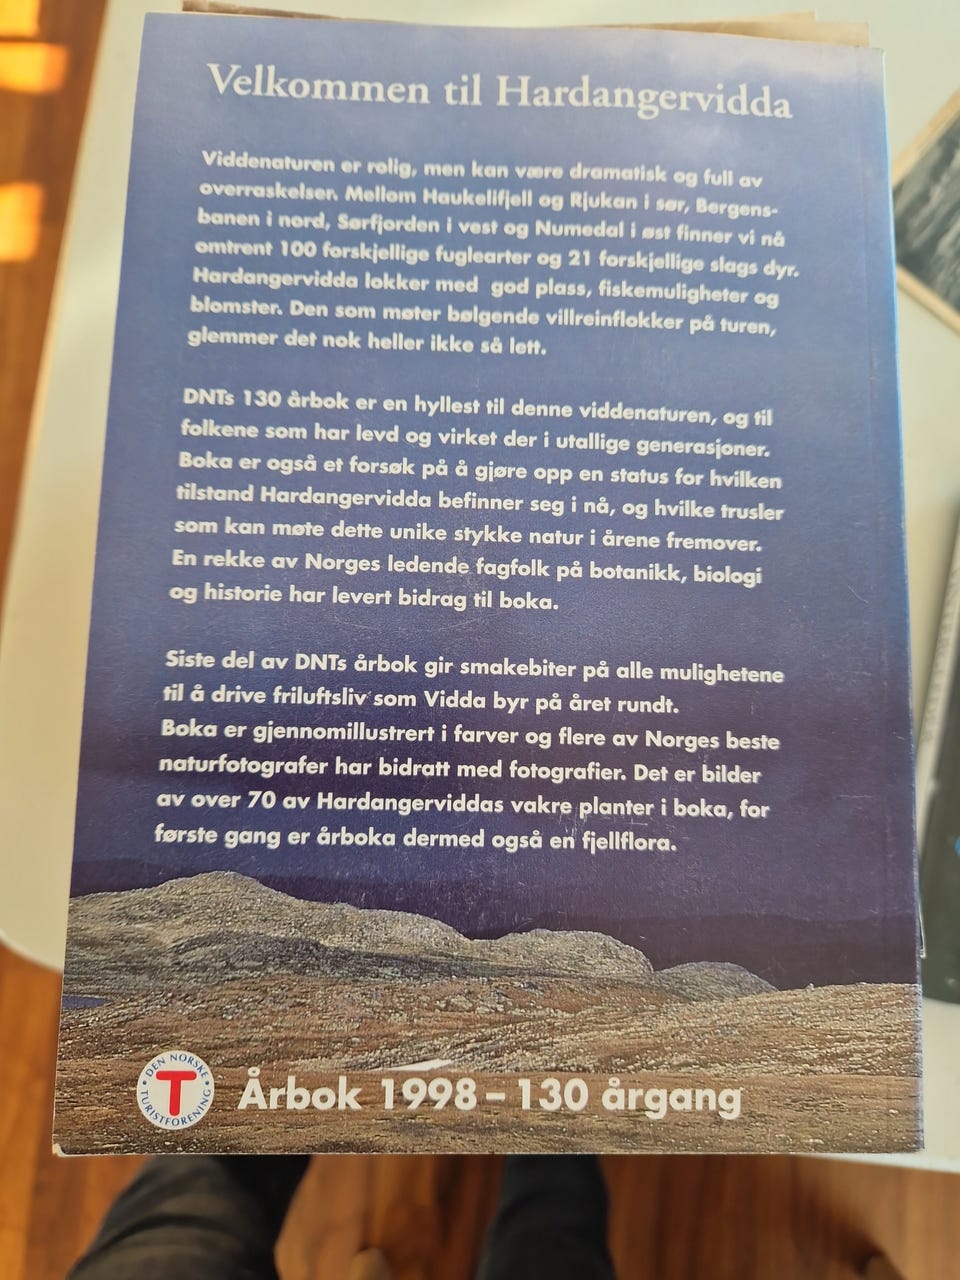 Velkommen til Hardangervidda
Viddenaturen er rolig, men kan være dramatisk og full av
overraskelser. Mellom Haukelifjell og Rjukan i sør, Bergens-
banen i nord, Sørfjorden i vest og Numedal i øst finner vi nå
omtrent 100 forskjellige fuglearter og 21 forskjellige slags dyr.
Hardangervidda lokker med god plass, fiskemuligheter og
blomster. Den som møter bølgende villreinflokker på turen,
glemmer det nok heller ikke så lett.
DNTs 130 årbok er en hyllest til denne viddenaturen, og til
folkene som har levd og virket der i utallige generasjoner.
Boka er også et forsøk på å gjøre opp en status for hvilken
tilstand Hardangervidda befinner seg i nå, og hvilke trusler
som kan møte dette unike stykke natur i årene fremover.
En rekke av Norges ledende fagfolk på botanikk, biologi
og historie har levert bidrag til boka.
Siste del av DNTs årbok gir smakebiter på alle mulighetene
til å drive friluftsliv som Vidda byr på året rundt.
Boka er gjennomillustrert i farver og flere av Norges beste
naturfotografer har bidratt med fotografier. Det er bilder
av over 70 av Hardangerviddas vakre planter i boka, for
første gang er årboka dermed også en fjellflora.
DEN NORSKE
T
TURISTFORENING
Årbok 1998 – 130 årgang